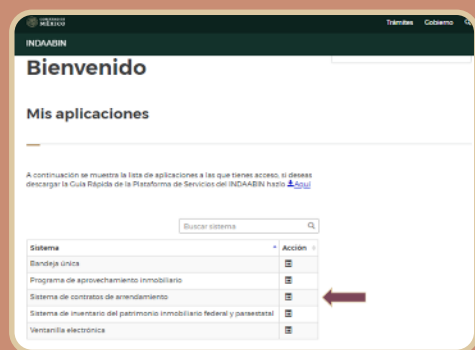 MÉXICO
Trámites Gobierno
INDAABIN
Bienvenido
Mis aplicaciones
A continuación se muestra la lista de aplicaciones a las que tienes acceso, si deseas
descargar la Guía Rápida de la Plataforma de Servicios del INDAABIN hazlo Aquí
Buscar sistema
Sistema Acción
Bandeja única
Programa de aprovechamiento inmobiliario
Sistema de contratos de arrendamiento
Sistema de inventario del patrimonio inmobiliario federal y paraestatal
Ventanilla electrónica